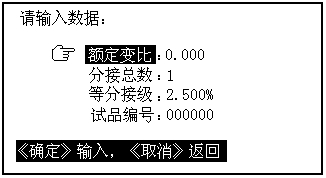 请输入数据:
额定变比:0.000
分接总数:1
等分接级:2.500%
试品编号:000000
《确定》输入，《取消》返回